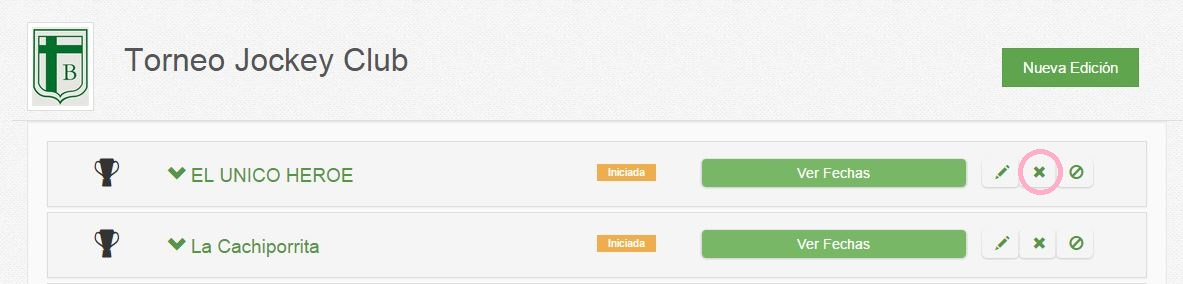 B
Torneo Jockey Club
Nueva Edición
EL UNICO HEROE
Iniciada
Ver Fechas
La Cachiporrita
Iniciada
Ver Fechas